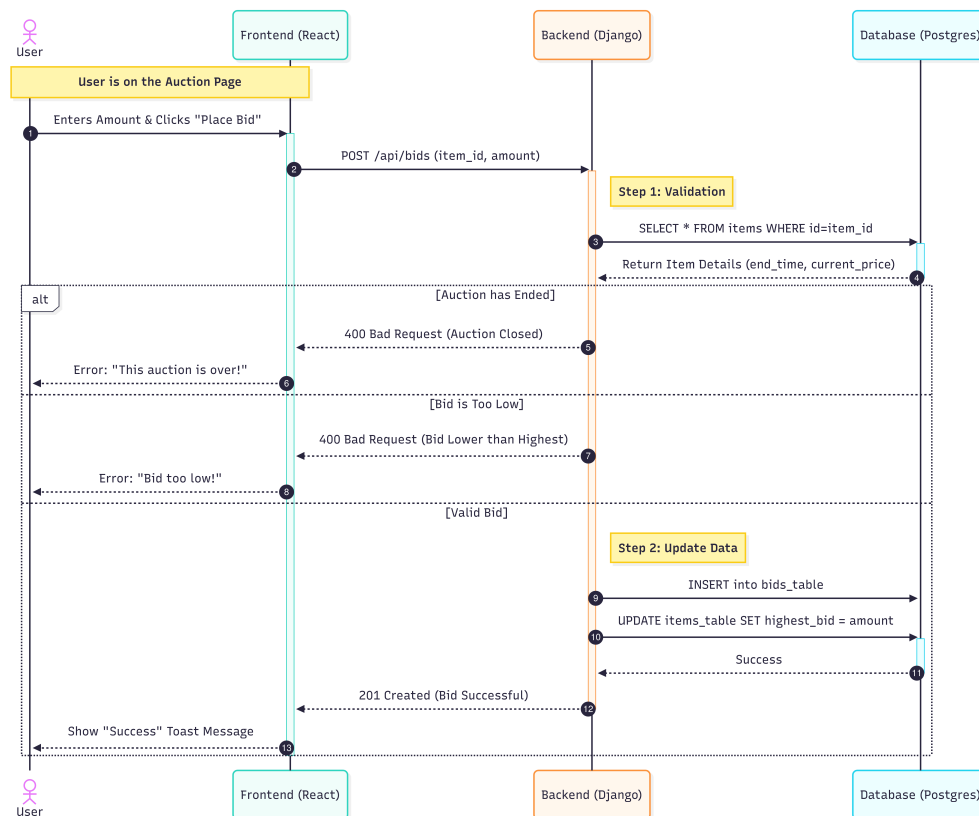 User
Frontend (React)
Backend (Django)
Database (Postgres)
User is on the Auction Page
Enters Amount & Clicks "Place Bid"
1
POST /api/bids (item_id, amount)
2
Step 1: Validation
SELECT * FROM items WHERE id=item_id
3
Return Item Details (end_time, current_price)
4
alt
[Auction has Ended]
400 Bad Request (Auction Closed)
5
Error: "This auction is over!"
6
[Bid is Too Low]
400 Bad Request (Bid Lower than Highest)
7
Error: "Bid too low!"
8
[Valid Bid]
Step 2: Update Data
INSERT into bids_table
9
UPDATE items_table SET highest_bid = amount
10
Success
11
201 Created (Bid Successful)
12
Show "Success" Toast Message
13
User
Frontend (React)
Backend (Django)
Database (Postgres)